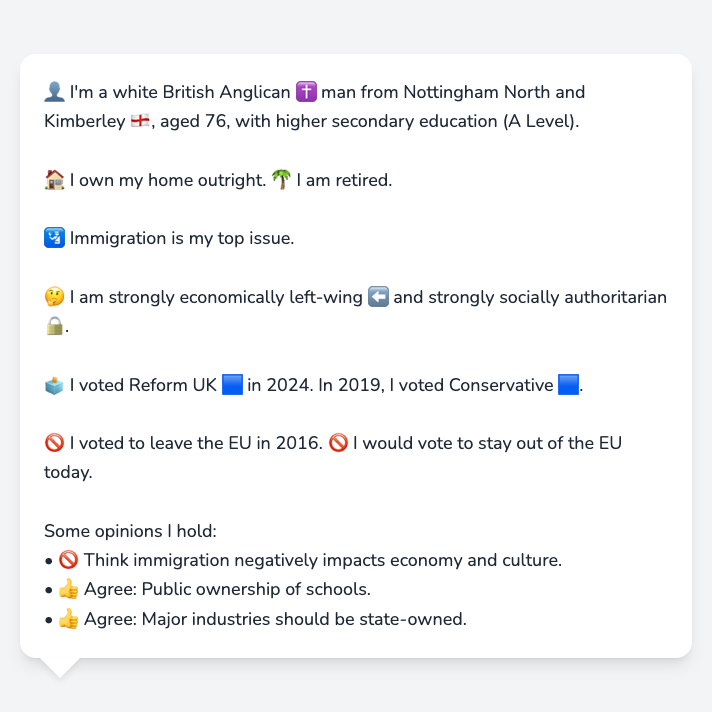 👤 I'm a white British Anglican ✝️ man from Nottingham North and
Kimberley 🏴󠁧󠁢󠁥󠁮󠁧󠁿, aged 76, with higher secondary education (A Level).
🏠 I own my home outright. 🌴 I am retired.
🛂 Immigration is my top issue.
🤔 I am strongly economically left-wing ⬅️ and strongly socially authoritarian
🔒.
🗳️ I voted Reform UK 🟦 in 2024. In 2019, I voted Conservative 🟦.
🚫 I voted to leave the EU in 2016. 🚫 I would vote to stay out of the EU
today.
Some opinions I hold:
• 🚫 Think immigration negatively impacts economy and culture.
• 👍 Agree: Public ownership of schools.
• 👍 Agree: Major industries should be state-owned.